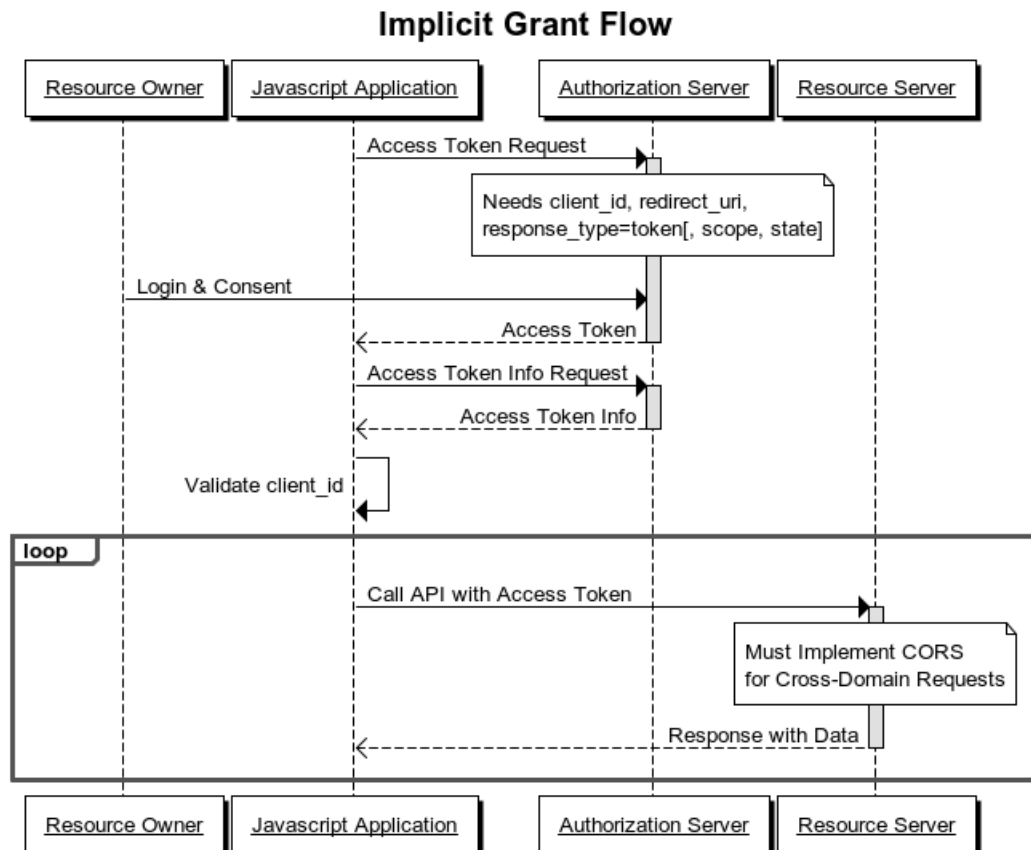 Implicit Grant Flow
Resource Owner
Javascript Application
Authorization Server
Resource Server
Access Token Request
Needs client_id, redirect_uri,
response_type=token[, scope, state]
Login & Consent
Access Token
Access Token Info Request
Access Token Info
Validate client_id
loop
Call API with Access Token
Must Implement CORS
for Cross-Domain Requests
Response with Data
Resource Owner
Javascript Application
Authorization Server
Resource Server